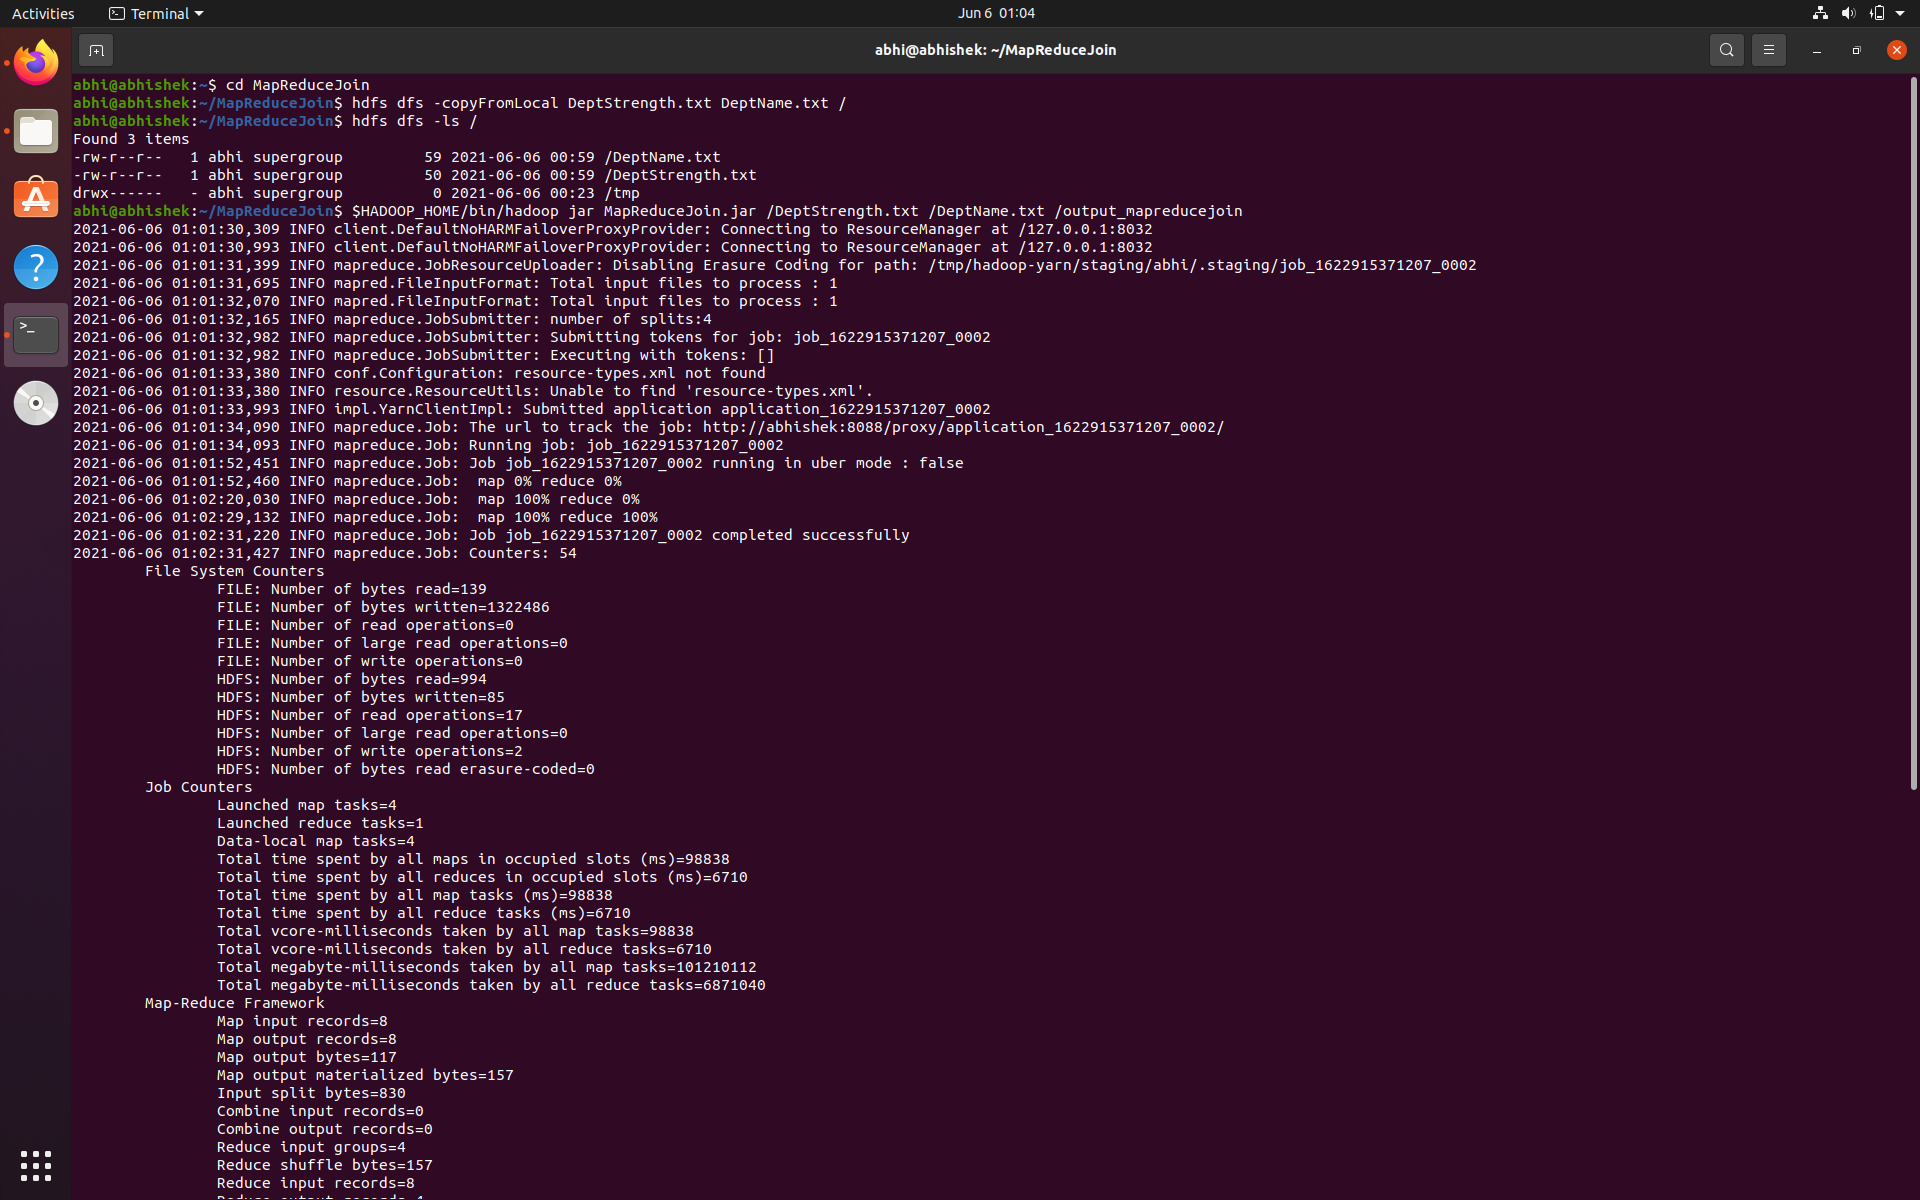 Activities Terminal Jun 6 01:04
abhi@abhishek: ~/MapReduceJoin
abhi@abhishek:~$ cd MapReduceJoin
abhi@abhishek:~/MapReduceJoin$ hdfs dfs -copyFromLocal DeptStrength.txt DeptName.txt /
abhi@abhishek:~/MapReduceJoin$ hdfs dfs -ls /
Found 3 items
-rw-r--r--   1 abhi supergroup         59 2021-06-06 00:59 /DeptName.txt
-rw-r--r--   1 abhi supergroup         50 2021-06-06 00:59 /DeptStrength.txt
drwx------   - abhi supergroup          0 2021-06-06 00:23 /tmp
abhi@abhishek:~/MapReduceJoin$ $HADOOP_HOME/bin/hadoop jar MapReduceJoin.jar /DeptStrength.txt /DeptName.txt /output_mapreducejoin
2021-06-06 01:01:30,309 INFO client.DefaultNoHARMFailoverProxyProvider: Connecting to ResourceManager at /127.0.0.1:8032
2021-06-06 01:01:30,993 INFO client.DefaultNoHARMFailoverProxyProvider: Connecting to ResourceManager at /127.0.0.1:8032
2021-06-06 01:01:31,399 INFO mapreduce.JobResourceUploader: Disabling Erasure Coding for path: /tmp/hadoop-yarn/staging/abhi/.staging/job_1622915371207_0002
2021-06-06 01:01:31,695 INFO mapred.FileInputFormat: Total input files to process : 1
2021-06-06 01:01:32,070 INFO mapred.FileInputFormat: Total input files to process : 1
2021-06-06 01:01:32,165 INFO mapreduce.JobSubmitter: number of splits:4
2021-06-06 01:01:32,982 INFO mapreduce.JobSubmitter: Submitting tokens for job: job_1622915371207_0002
2021-06-06 01:01:32,982 INFO mapreduce.JobSubmitter: Executing with tokens: []
2021-06-06 01:01:33,380 INFO conf.Configuration: resource-types.xml not found
2021-06-06 01:01:33,380 INFO resource.ResourceUtils: Unable to find 'resource-types.xml'.
2021-06-06 01:01:33,993 INFO impl.YarnClientImpl: Submitted application application_1622915371207_0002
2021-06-06 01:01:34,090 INFO mapreduce.Job: The url to track the job: http://abhishek:8088/proxy/application_1622915371207_0002/
2021-06-06 01:01:34,093 INFO mapreduce.Job: Running job: job_1622915371207_0002
2021-06-06 01:01:52,451 INFO mapreduce.Job: Job job_1622915371207_0002 running in uber mode : false
2021-06-06 01:01:52,460 INFO mapreduce.Job:  map 0% reduce 0%
2021-06-06 01:02:20,030 INFO mapreduce.Job:  map 100% reduce 0%
2021-06-06 01:02:29,132 INFO mapreduce.Job:  map 100% reduce 100%
2021-06-06 01:02:31,220 INFO mapreduce.Job: Job job_1622915371207_0002 completed successfully
2021-06-06 01:02:31,427 INFO mapreduce.Job: Counters: 54
File System Counters
FILE: Number of bytes read=139
FILE: Number of bytes written=1322486
FILE: Number of read operations=0
FILE: Number of large read operations=0
FILE: Number of write operations=0
HDFS: Number of bytes read=994
HDFS: Number of bytes written=85
HDFS: Number of read operations=17
HDFS: Number of large read operations=0
HDFS: Number of write operations=2
HDFS: Number of bytes read erasure-coded=0
Job Counters
Launched map tasks=4
Launched reduce tasks=1
Data-local map tasks=4
Total time spent by all maps in occupied slots (ms)=98838
Total time spent by all reduces in occupied slots (ms)=6710
Total time spent by all map tasks (ms)=98838
Total time spent by all reduce tasks (ms)=6710
Total vcore-milliseconds taken by all map tasks=98838
Total vcore-milliseconds taken by all reduce tasks=6710
Total megabyte-milliseconds taken by all map tasks=101210112
Total megabyte-milliseconds taken by all reduce tasks=6871040
Map-Reduce Framework
Map input records=8
Map output records=8
Map output bytes=117
Map output materialized bytes=157
Input split bytes=830
Combine input records=0
Combine output records=0
Reduce input groups=4
Reduce shuffle bytes=157
Reduce input records=8